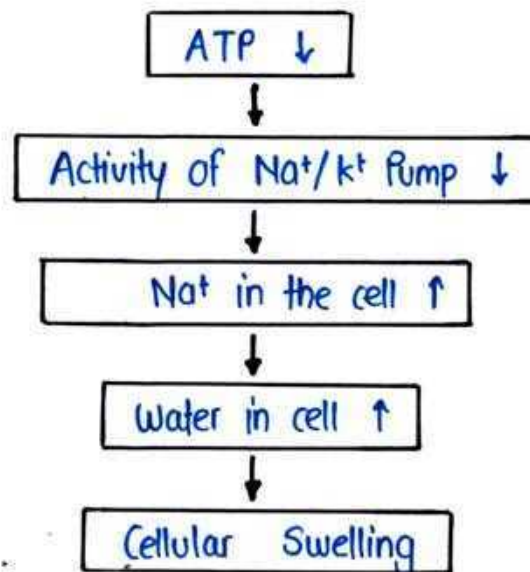 ATP ↓
Activity of Na⁺/k⁺ Pump ↓
Na⁺ in the cell ↑
Water in cell ↑
Cellular Swelling